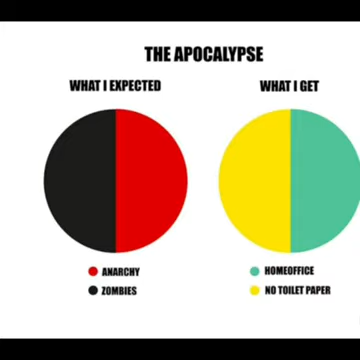 THE APOCALYPSE
WHAT I EXPECTED
WHAT I GET
ANARCHY
ZOMBIES
HOMEOFFICE
NO TOILET PAPER